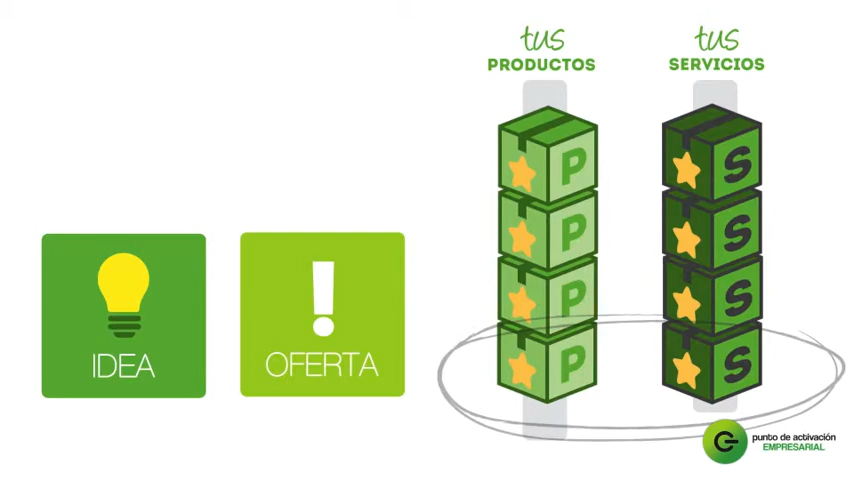 tus
PRODUCTOS
tus
SERVICIOS
P
S
P
S
P
S
P
S
IDEA
!
OFERTA
punto de activación
EMPRESARIAL